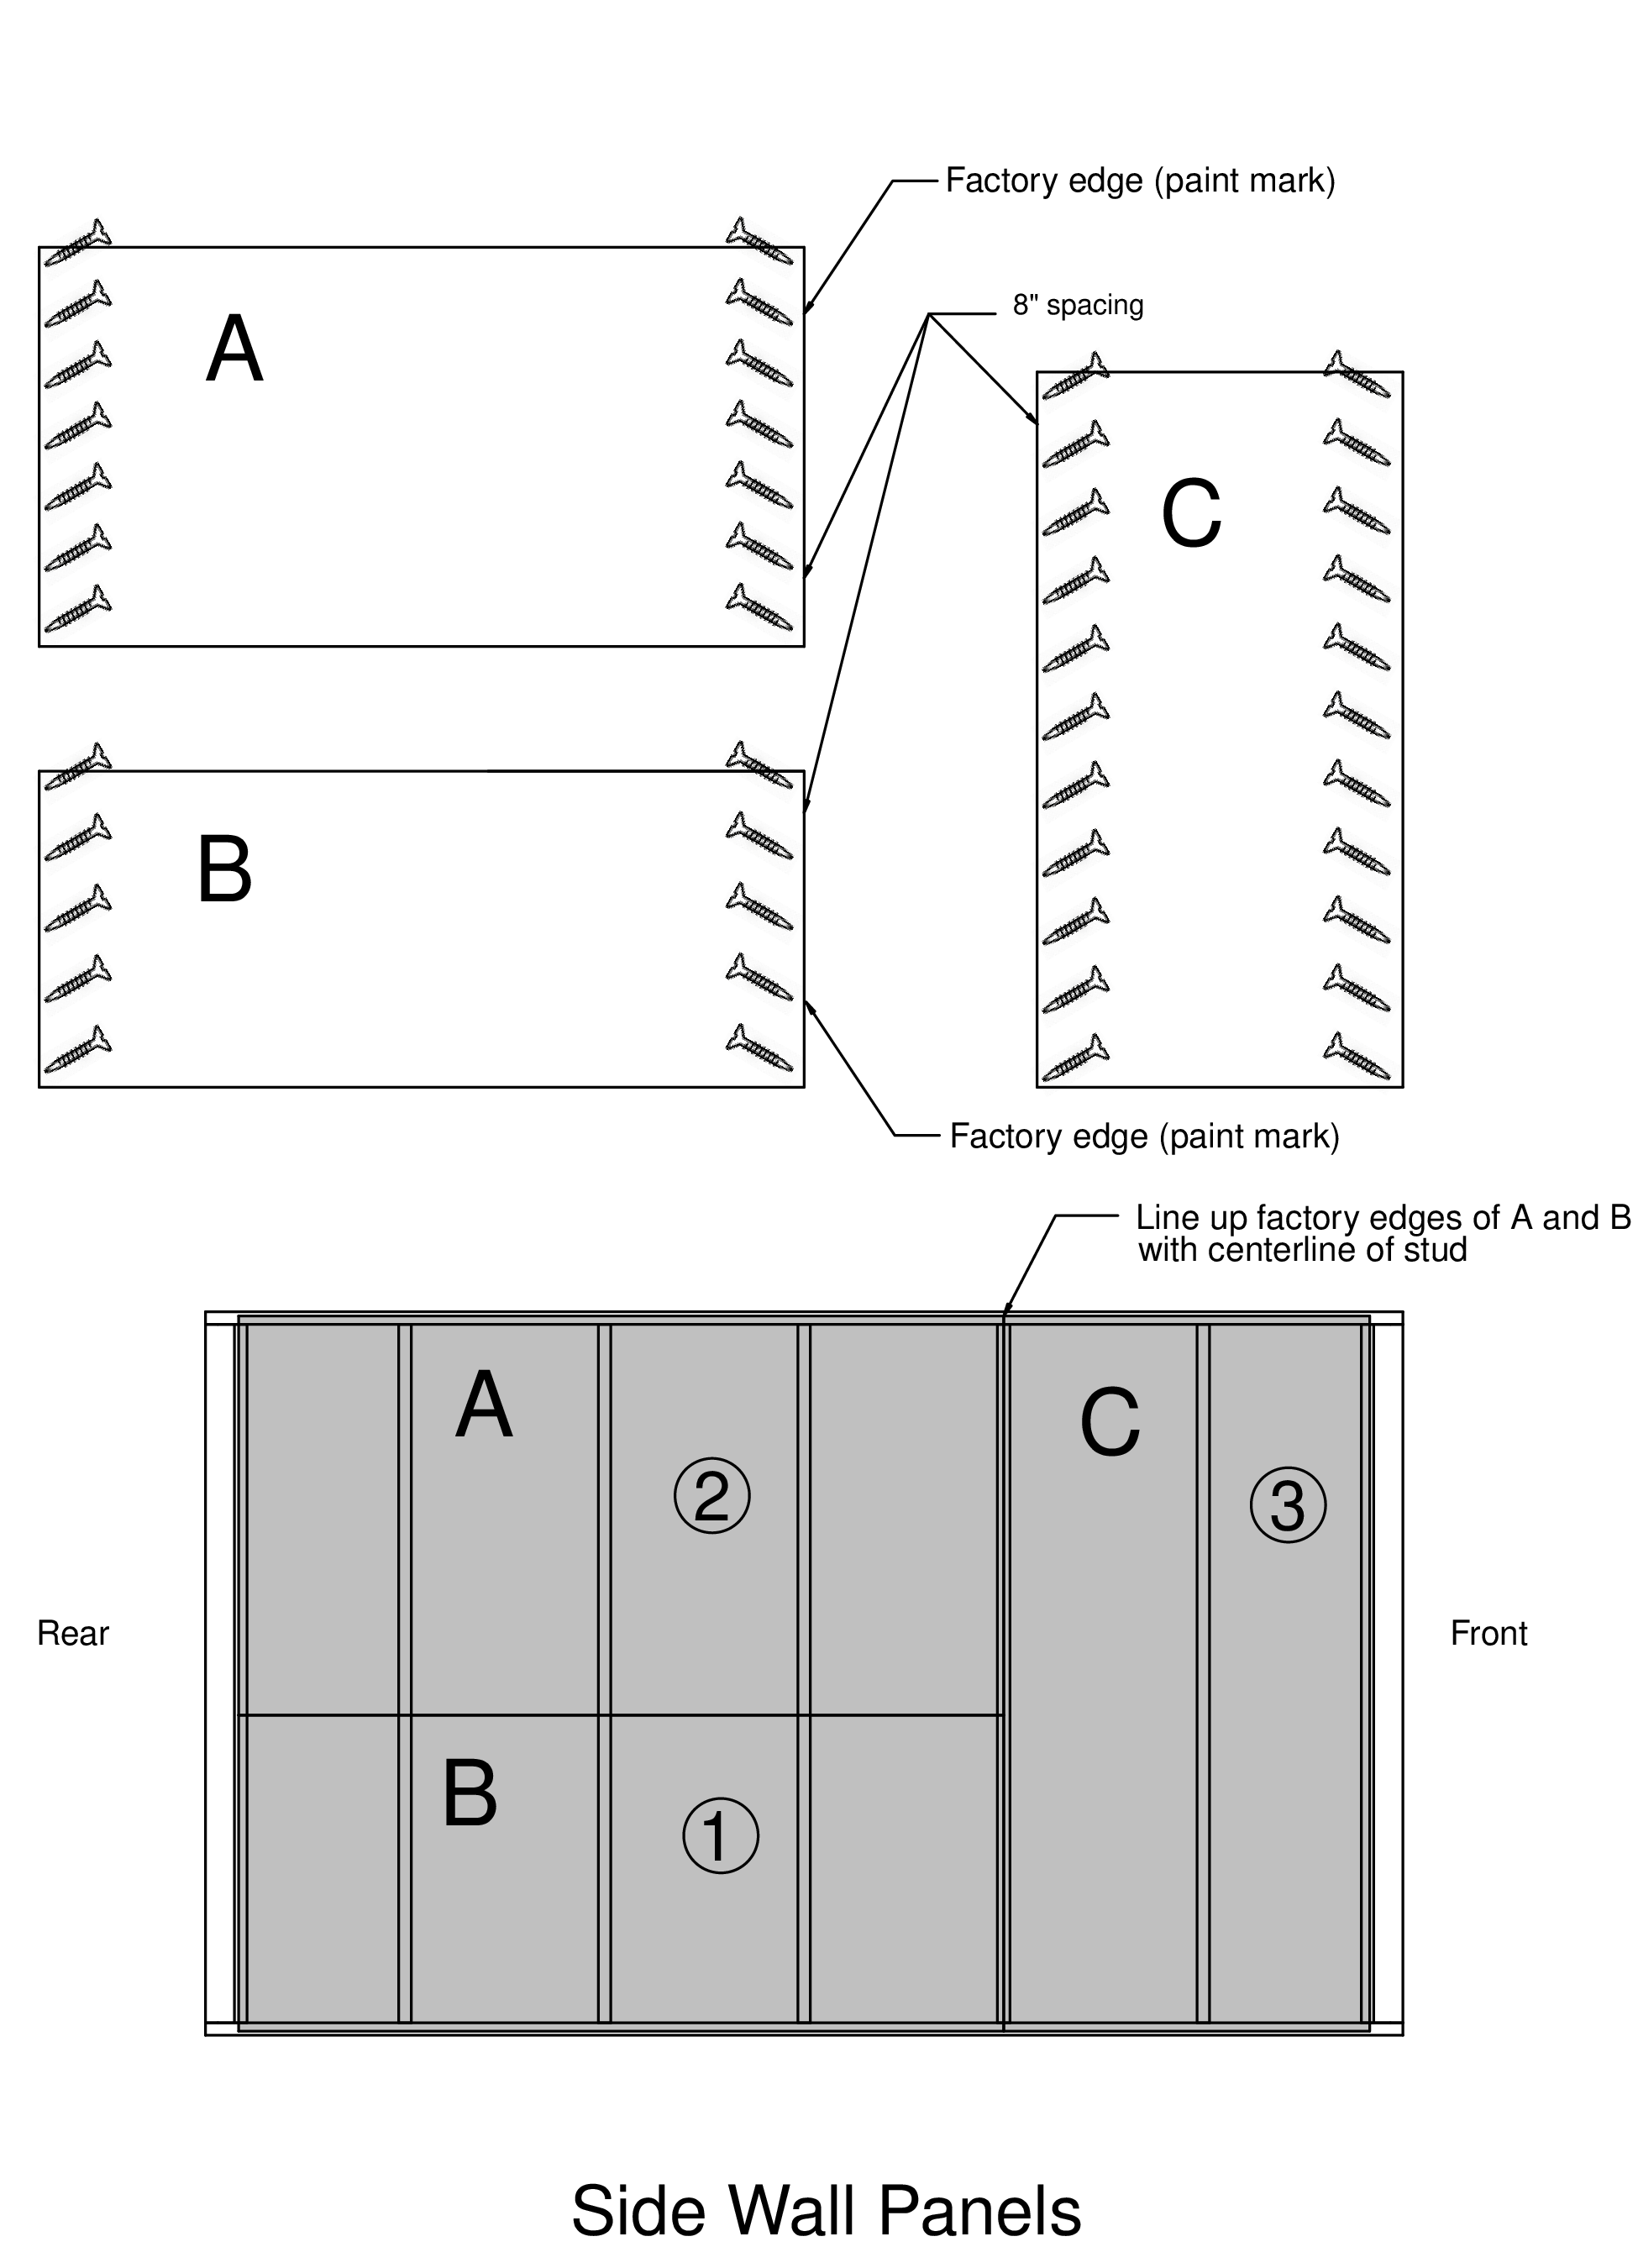 Factory edge (paint mark)
8" spacing
A
C
B
Factory edge (paint mark)
Line up factory edges of A and B
with centerline of stud
A
C
2
3
Rear
Front
B
1
Side Wall Panels